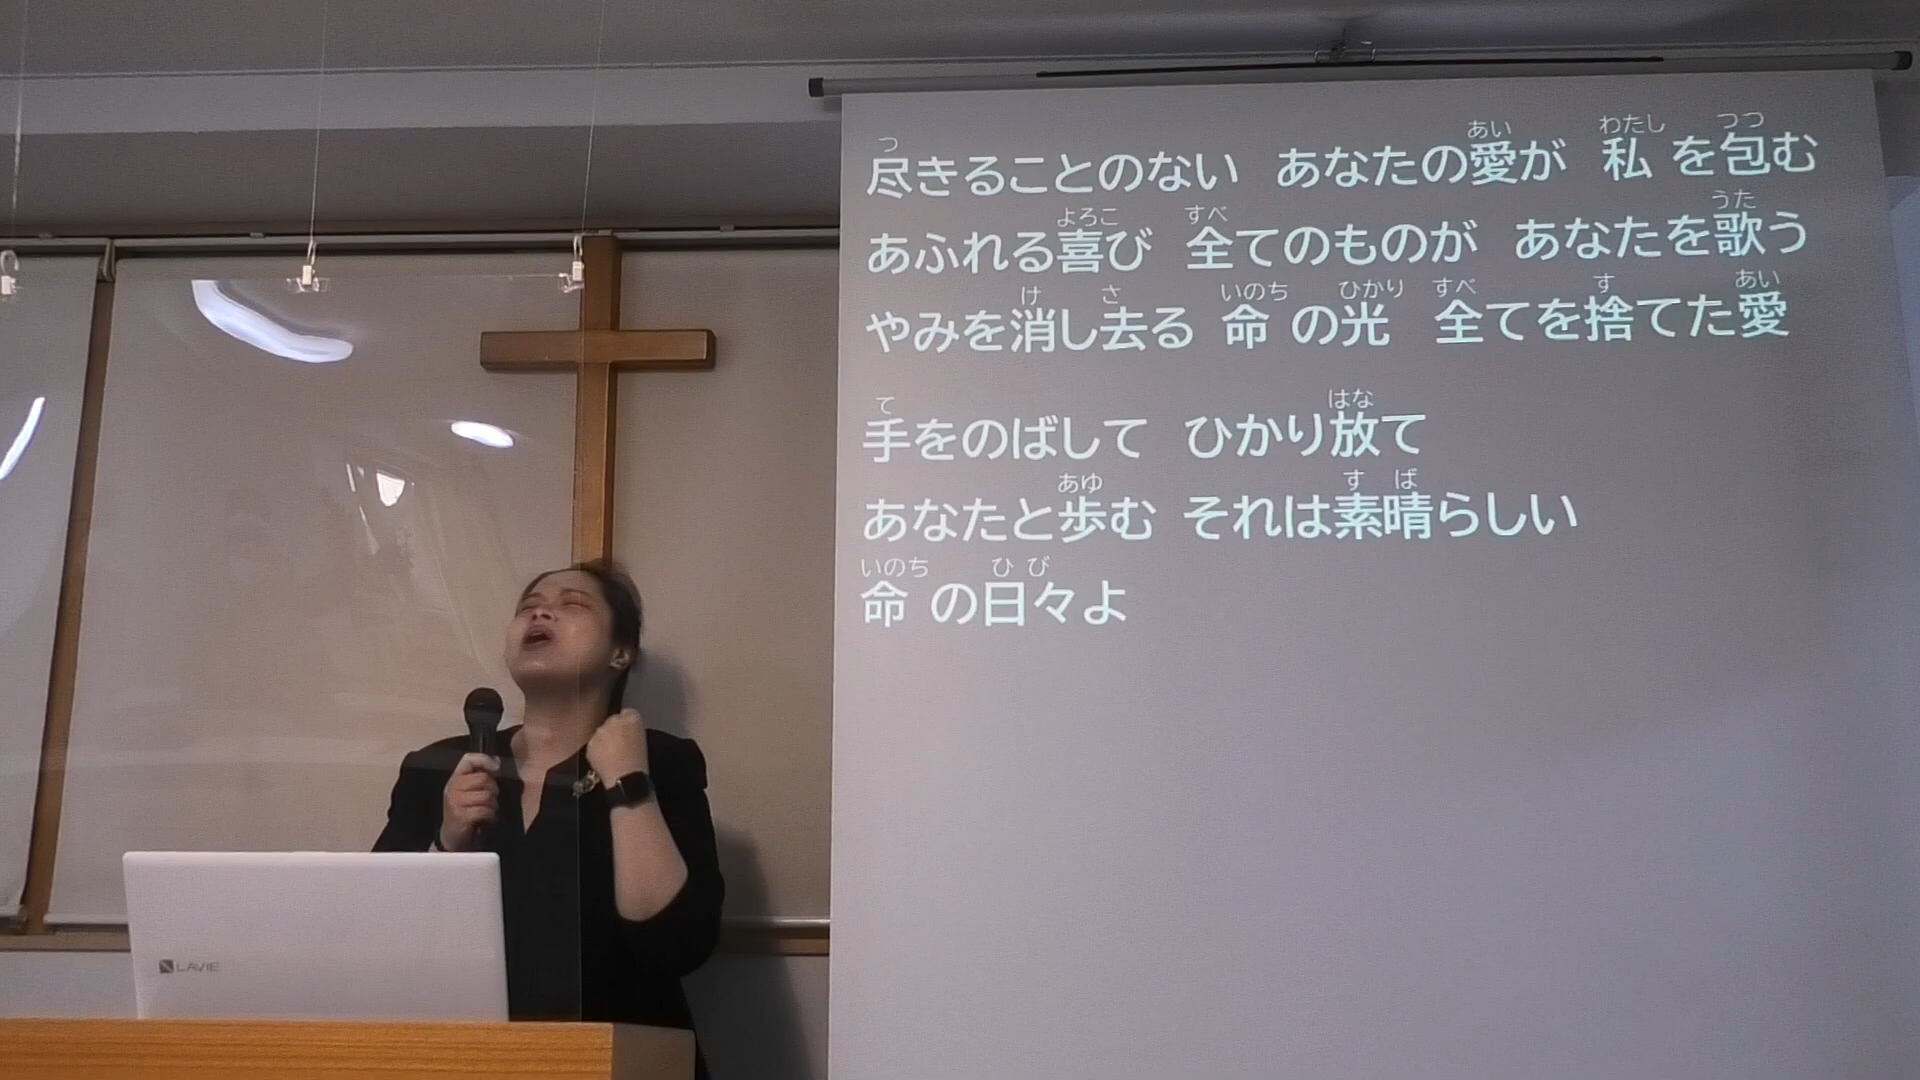 尽きることのない あなたの愛が 私を包む
あふれる喜び 全てのものが あなたを歌う
やみを消し去る 命の光 全てを捨てた愛
手をのばして ひかり放て
あなたと歩む それは素晴らしい
命の日々よ
LAVIE